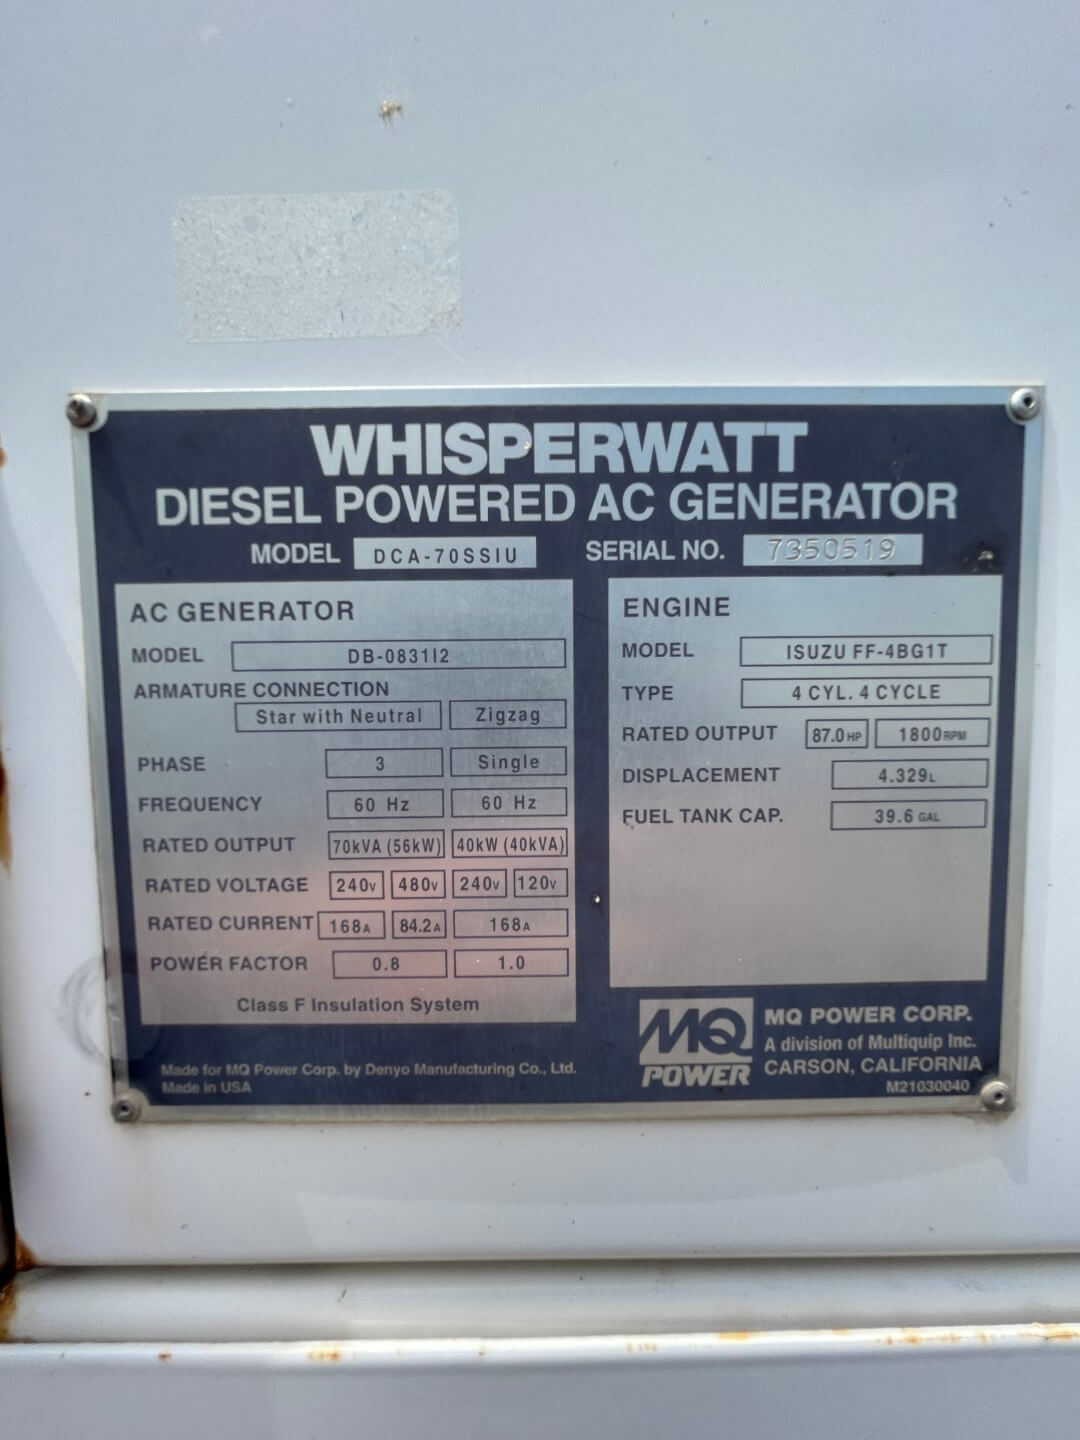 WHISPERWATT
DIESEL POWERED AC GENERATOR
MODEL DCA-70SSIU SERIAL NO. 7350519
AC GENERATOR
MODEL DB-0831I2
ARMATURE CONNECTION
Star with Neutral Zigzag
PHASE 3 Single
FREQUENCY 60 Hz 60 Hz
RATED OUTPUT 70kVA (56kW) 40kW (40kVA)
RATED VOLTAGE 240V 480V 240V 120V
RATED CURRENT 168A 84.2A 168A
POWER FACTOR 0.8 1.0
Class F Insulation System
ENGINE
MODEL ISUZU FF-4BG1T
TYPE 4 CYL. 4 CYCLE
RATED OUTPUT 87.0 HP 1800RPM
DISPLACEMENT 4.329L
FUEL TANK CAP. 39.6 GAL
Made for MQ Power Corp. by Denyo Manufacturing Co., Ltd.
Made in USA
MQ
POWER
MQ POWER CORP.
A division of Multiquip Inc.
CARSON, CALIFORNIA
M21030040